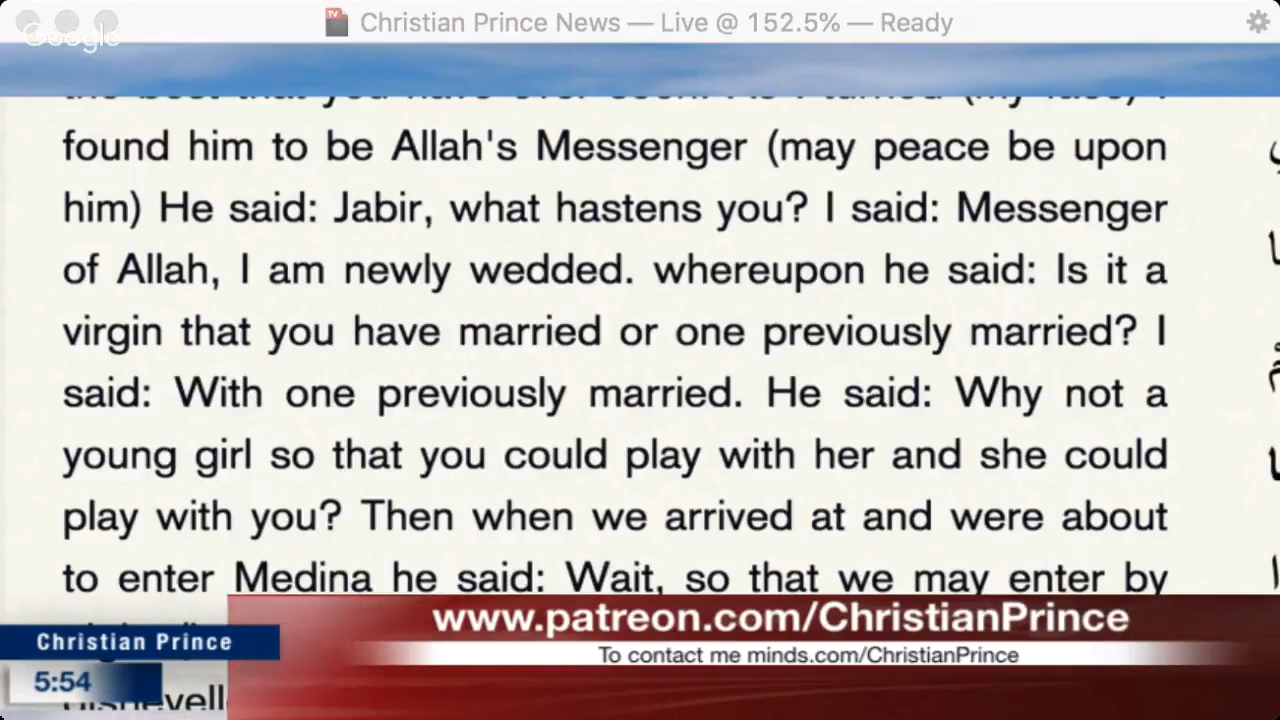 Christian Prince News — Live @ 152.5% — Ready
Google
found him to be Allah's Messenger (may peace be upon
him) He said: Jabir, what hastens you? I said: Messenger
of Allah, I am newly wedded. whereupon he said: Is it a
virgin that you have married or one previously married? I
said: With one previously married. He said: Why not a
young girl so that you could play with her and she could
play with you? Then when we arrived at and were about
to enter Medina he said: Wait, so that we may enter by
www.patreon.com/ChristianPrince
Christian Prince
To contact me minds.com/ChristianPrince
5:54